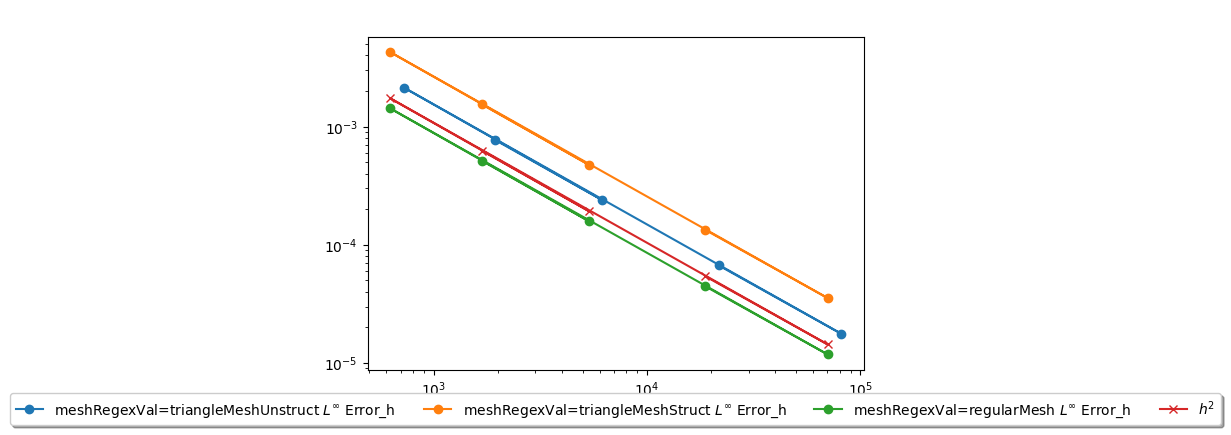 10⁻³
10⁻⁴
10⁻⁵
10³ 10⁴ 10⁵
meshRegexVal=triangleMeshUnstruct L^∞ Error_h meshRegexVal=triangleMeshStruct L^∞ Error_h meshRegexVal=regularMesh L^∞ Error_h h²